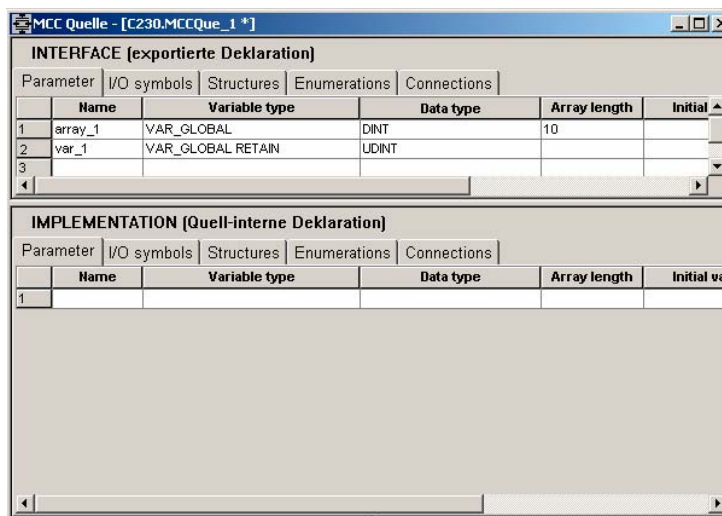 MCC Quelle - [C230.MCCQue_1 *]
INTERFACE (exportierte Deklaration)
Parameter I/O symbols Structures Enumerations Connections
Name Variable type Data type Array length Initial
1 array_1 VAR_GLOBAL DINT 10
2 var_1 VAR_GLOBAL RETAIN UDINT
3
IMPLEMENTATION (Quell-interne Deklaration)
Parameter I/O symbols Structures Enumerations Connections
Name Variable type Data type Array length Initial va
1